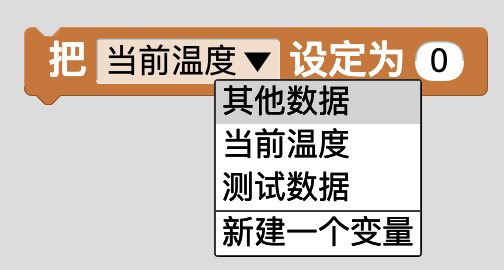 把 当前温度 设定为 0
其他数据
当前温度
测试数据
新建一个变量